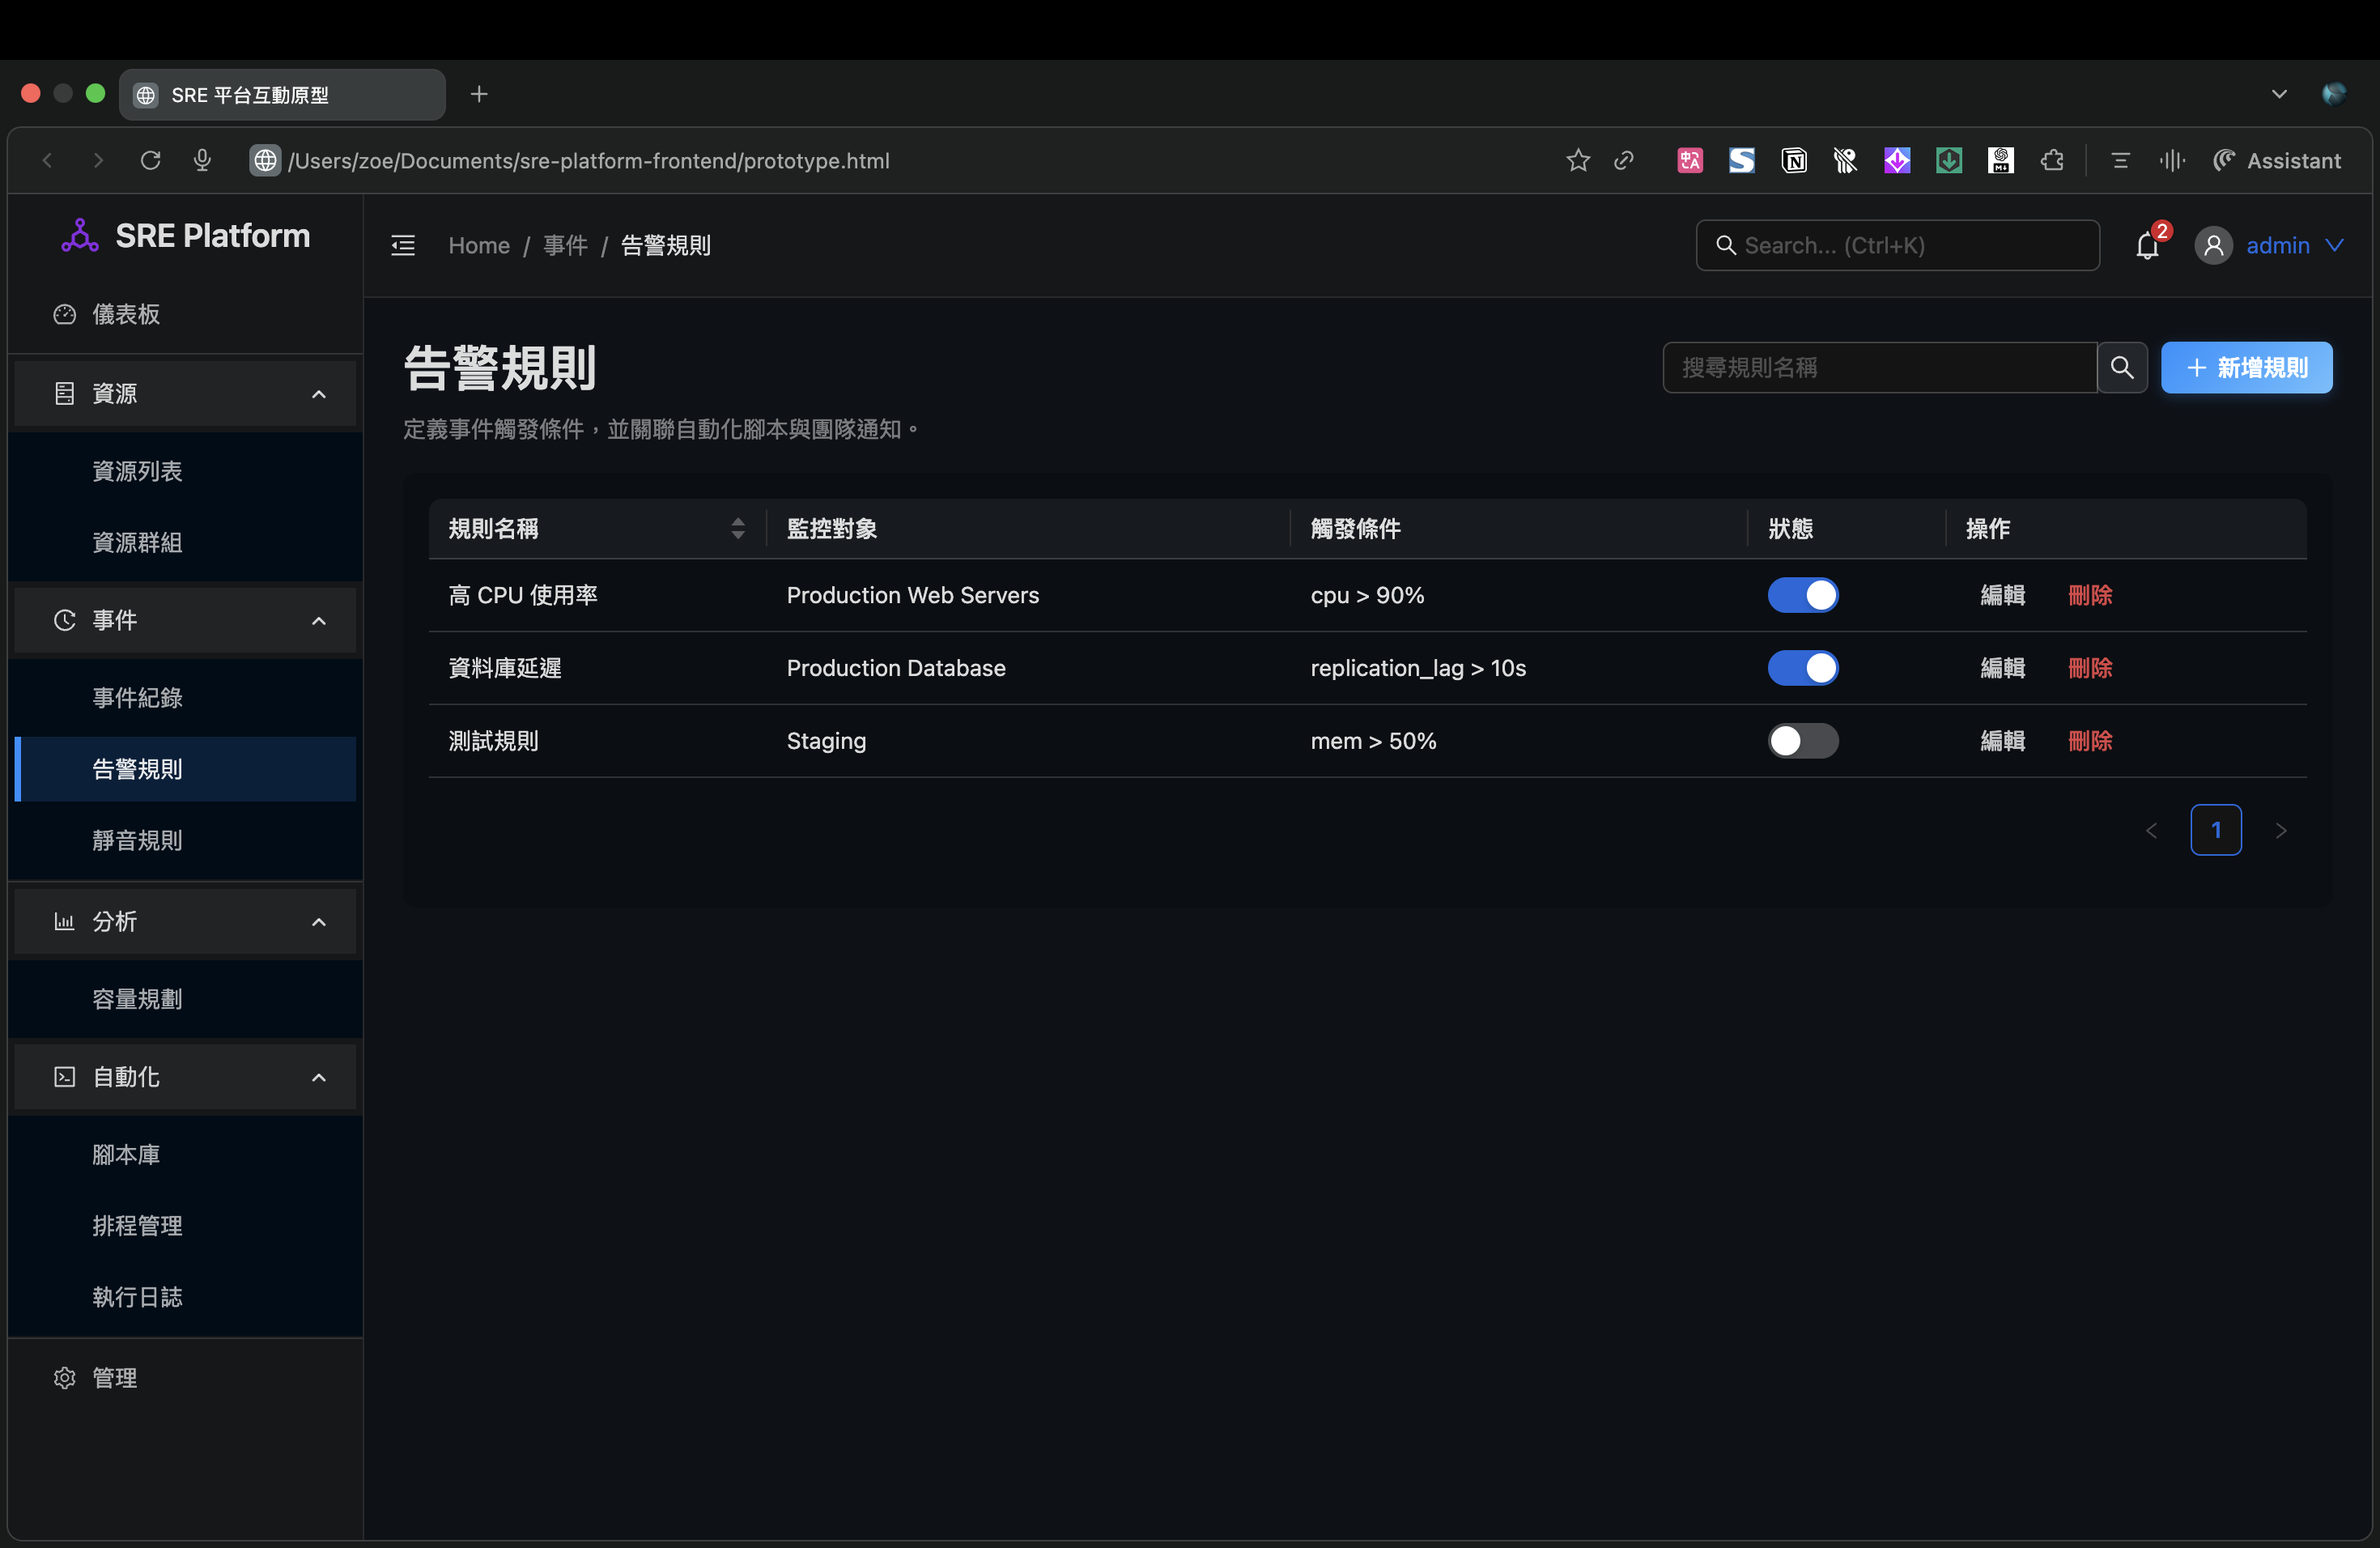 SRE 平台互動原型
/Users/zoe/Documents/sre-platform-frontend/prototype.html
Assistant
SRE Platform
Home / 事件 / 告警規則
Search... (Ctrl+K)
2
admin
儀表板
資源
資源列表
資源群組
事件
事件紀錄
告警規則
靜音規則
分析
容量規劃
自動化
腳本庫
排程管理
執行日誌
管理
告警規則
定義事件觸發條件，並關聯自動化腳本與團隊通知。
搜尋規則名稱
新增規則
規則名稱 監控對象 觸發條件 狀態 操作
高 CPU 使用率 Production Web Servers cpu > 90% 編輯 刪除
資料庫延遲 Production Database replication_lag > 10s 編輯 刪除
測試規則 Staging mem > 50% 編輯 刪除
1